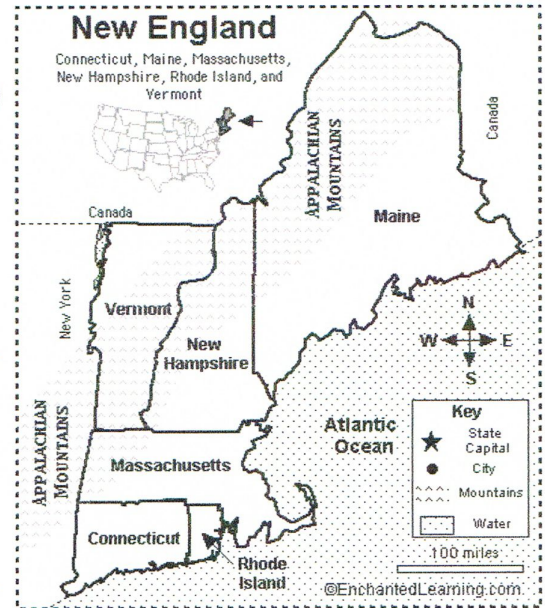 New England
Connecticut, Maine, Massachusetts,
New Hampshire, Rhode Island, and
Vermont
Canada
APPALACHIAN
MOUNTAINS
Maine
Canada
New York
Vermont
New
Hampshire
N
W E
S
APPALACHIAN
MOUNTAINS
Massachusetts
Atlantic
Ocean
Connecticut
Rhode
Island
Key
State
Capital
City
Mountains
Water
100 miles
©EnchantedLearning.com